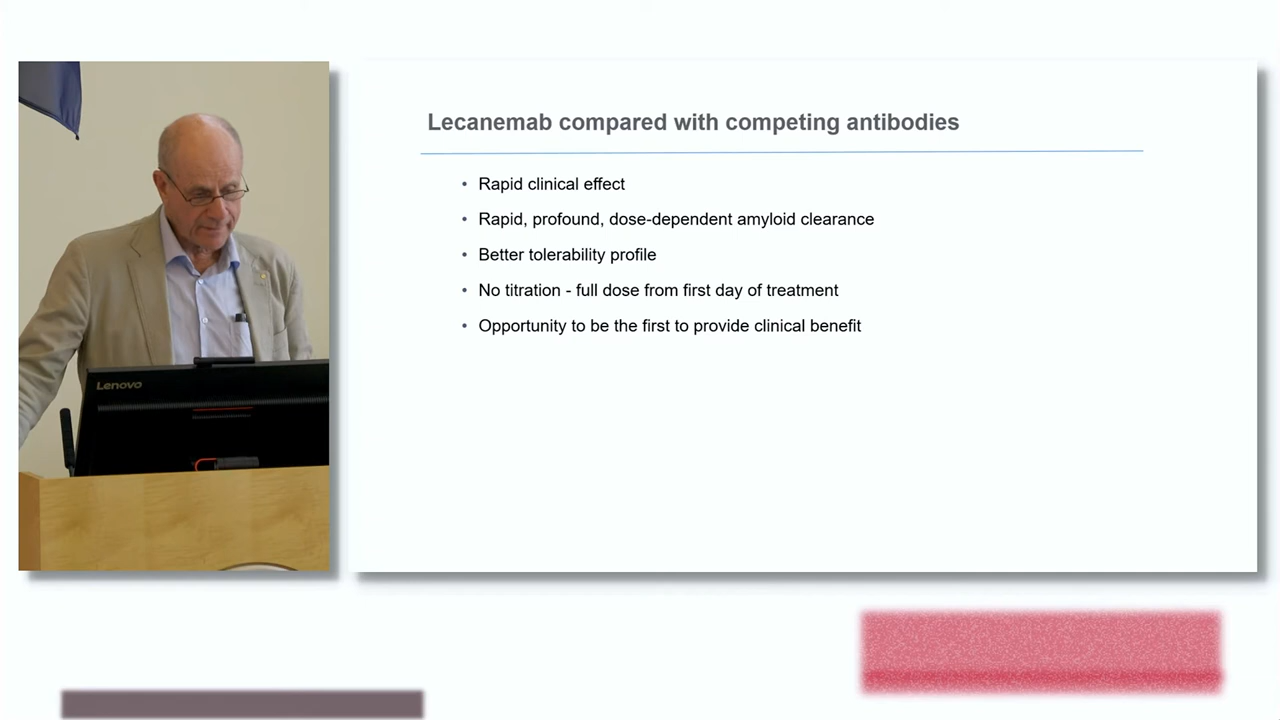 Lecanemab compared with competing antibodies
• Rapid clinical effect
• Rapid, profound, dose-dependent amyloid clearance
• Better tolerability profile
• No titration - full dose from first day of treatment
• Opportunity to be the first to provide clinical benefit
Lenovo